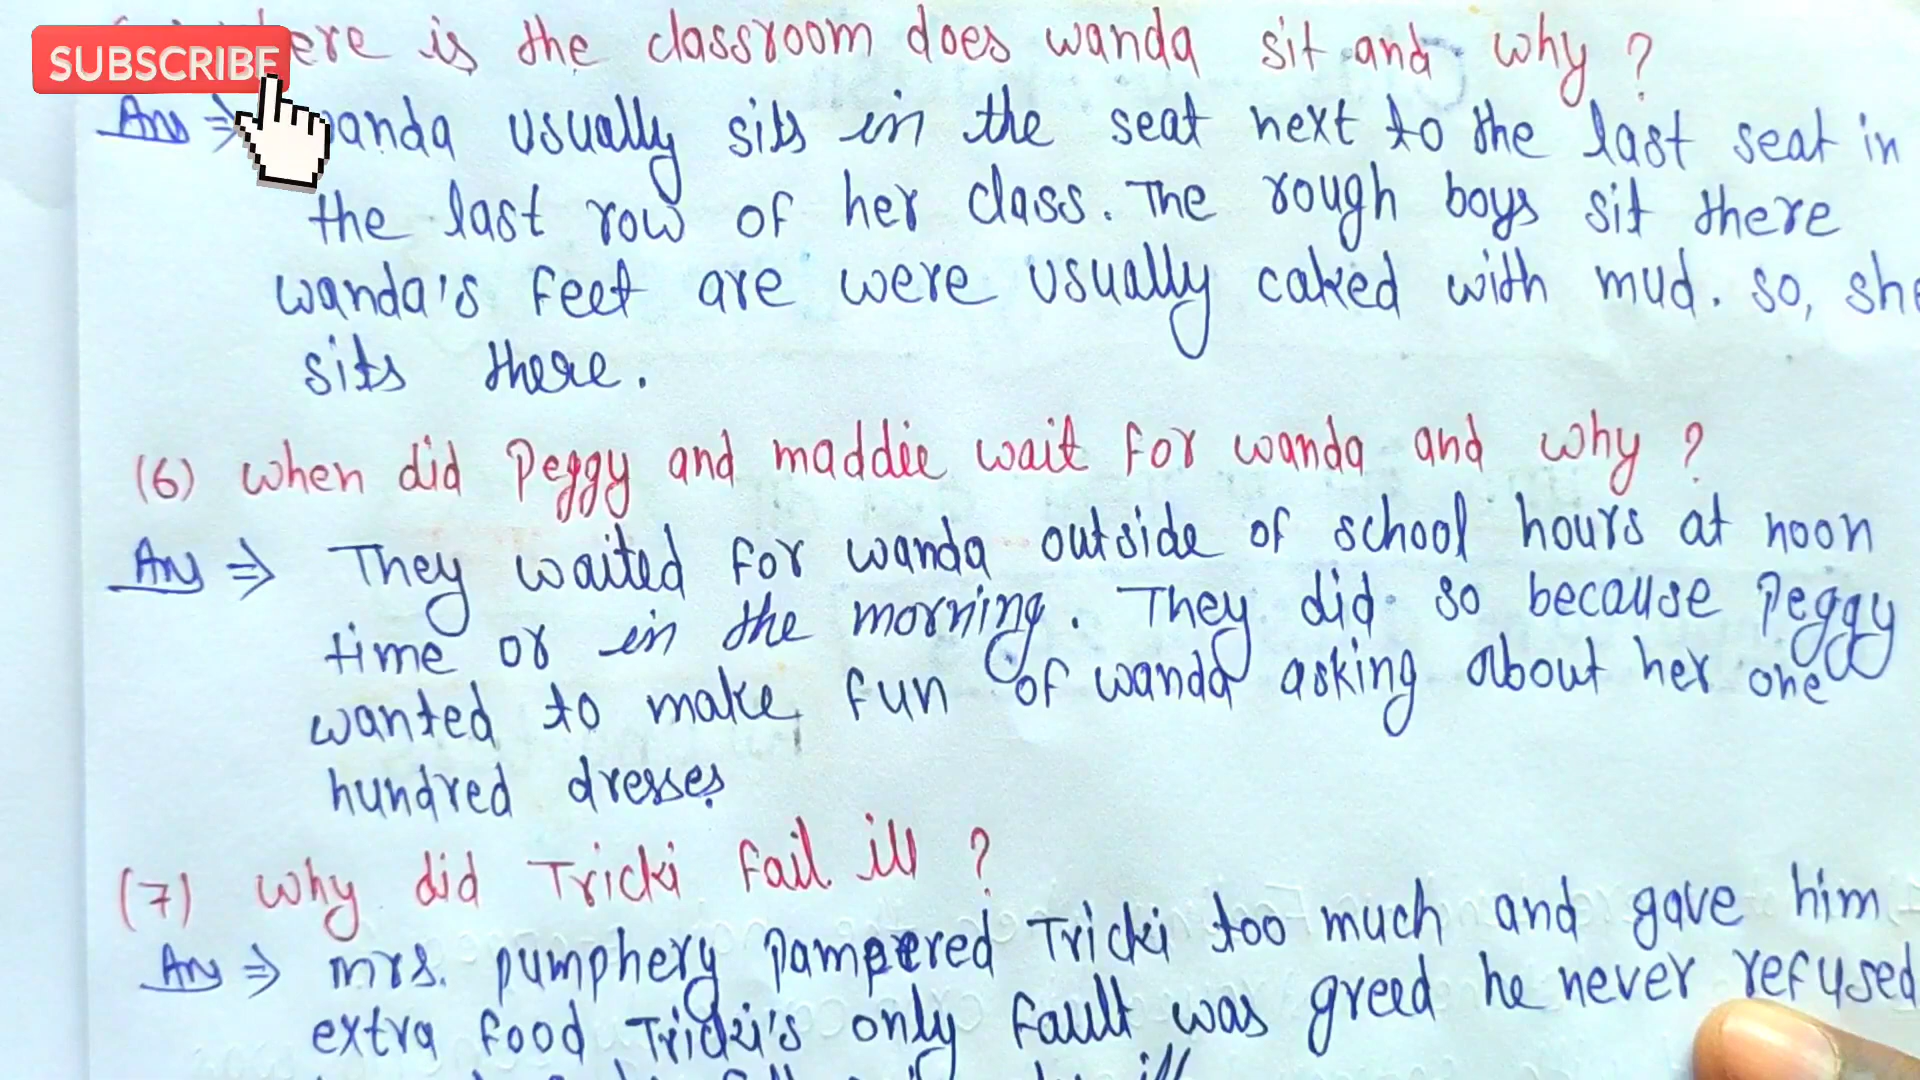 SUBSCRIBE
ere is the classroom does wanda sit and why ?
Ans ⇒ wanda usually sits in the seat next to the last seat in
the last row of her class. The rough boys sit there
wanda's feet are were usually caked with mud. so, she
sits there.
(6) when did Peggy and maddie wait for wanda and why ?
Ans ⇒ They waited for wanda outside of school hours at noon
time or in the morning. They did so because Peggy
wanted to make fun of wanda asking about her one
hundred dresses
(7) why did Tricki fail ill ?
Ans ⇒ mrs. pumphery pampered Tricki too much and gave him
extra food Tricki's only fault was greed he never refused